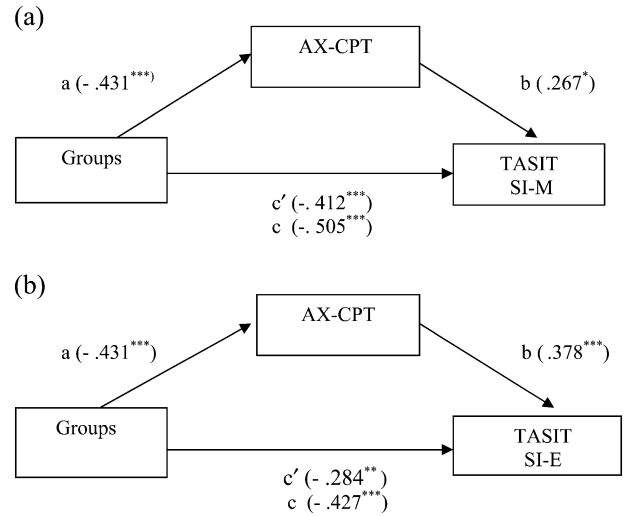 (a)
AX-CPT
a (- .431***)
b (.267*)
Groups
TASIT
SI-M
c′ (-. 412***)
c (-. 505***)
(b)
AX-CPT
a (- .431***)
b (.378***)
Groups
TASIT
SI-E
c′ (- .284**)
c (- .427***)